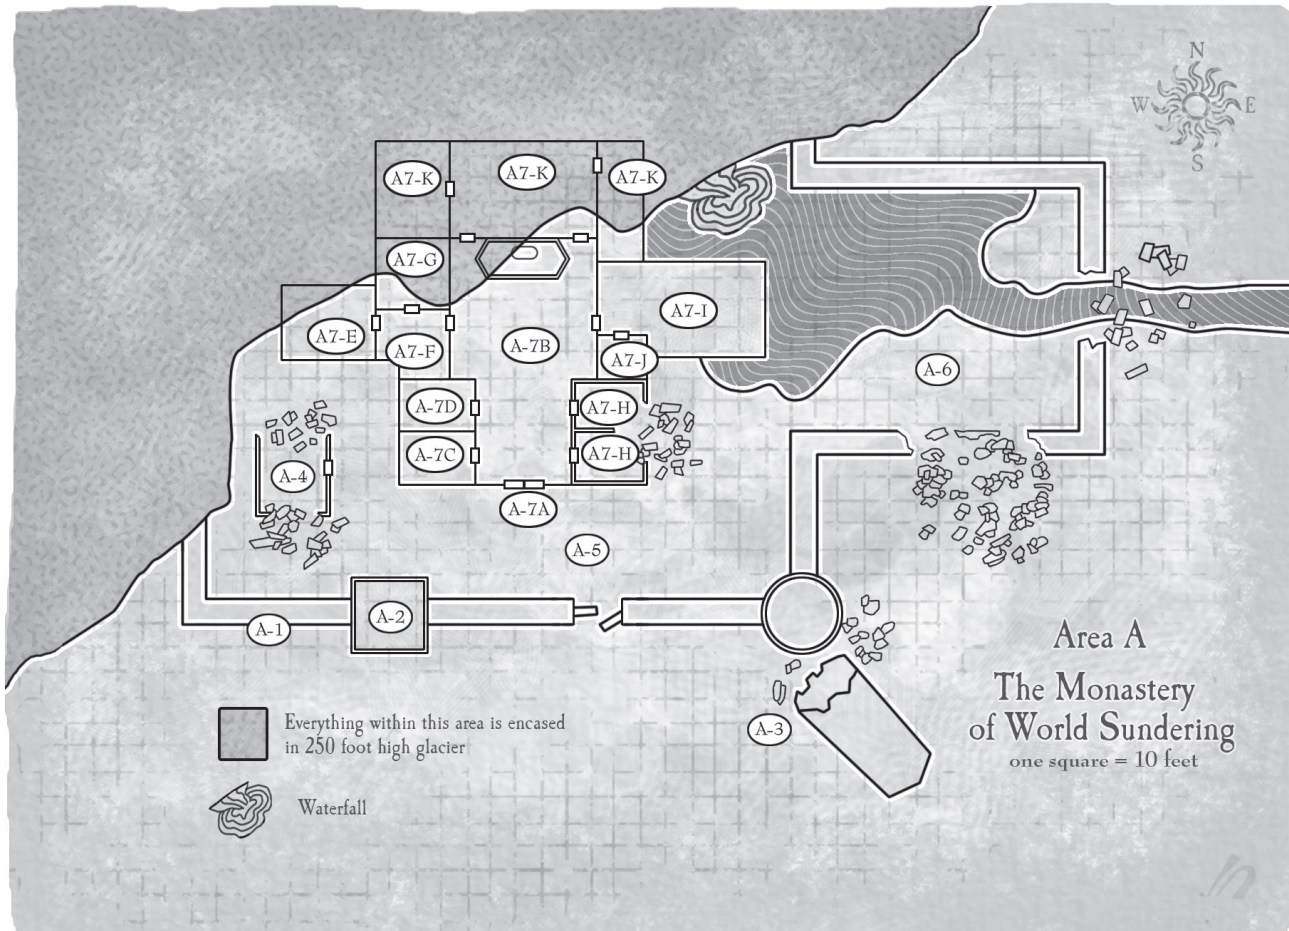 N
W E
S
A7-K
A7-K
A7-K
A7-G
A7-E
A7-F
A-7B
A7-I
A7-J
A-7D
A7-H
A-7C
A7-H
A-6
A-4
A-7A
A-5
A-1
A-2
A-3
Area A
The Monastery
of World Sundering
one square = 10 feet
Everything within this area is encased
in 250 foot high glacier
Waterfall